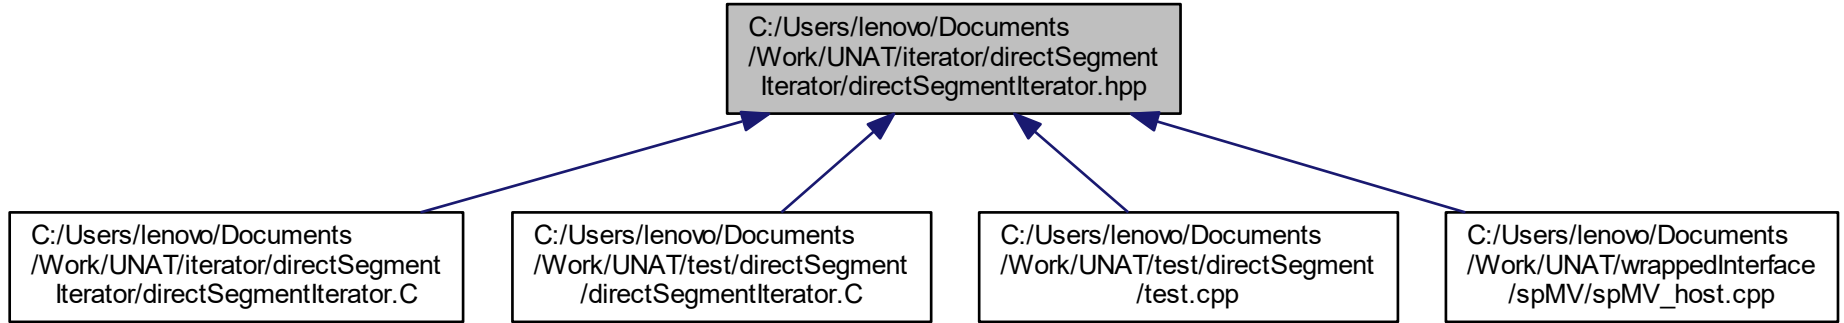 C:/Users/lenovo/Documents
/Work/UNAT/iterator/directSegment
Iterator/directSegmentIterator.hpp
C:/Users/lenovo/Documents
/Work/UNAT/iterator/directSegment
Iterator/directSegmentIterator.C
C:/Users/lenovo/Documents
/Work/UNAT/test/directSegment
/directSegmentIterator.C
C:/Users/lenovo/Documents
/Work/UNAT/test/directSegment
/test.cpp
C:/Users/lenovo/Documents
/Work/UNAT/wrappedInterface
/spMV/spMV_host.cpp